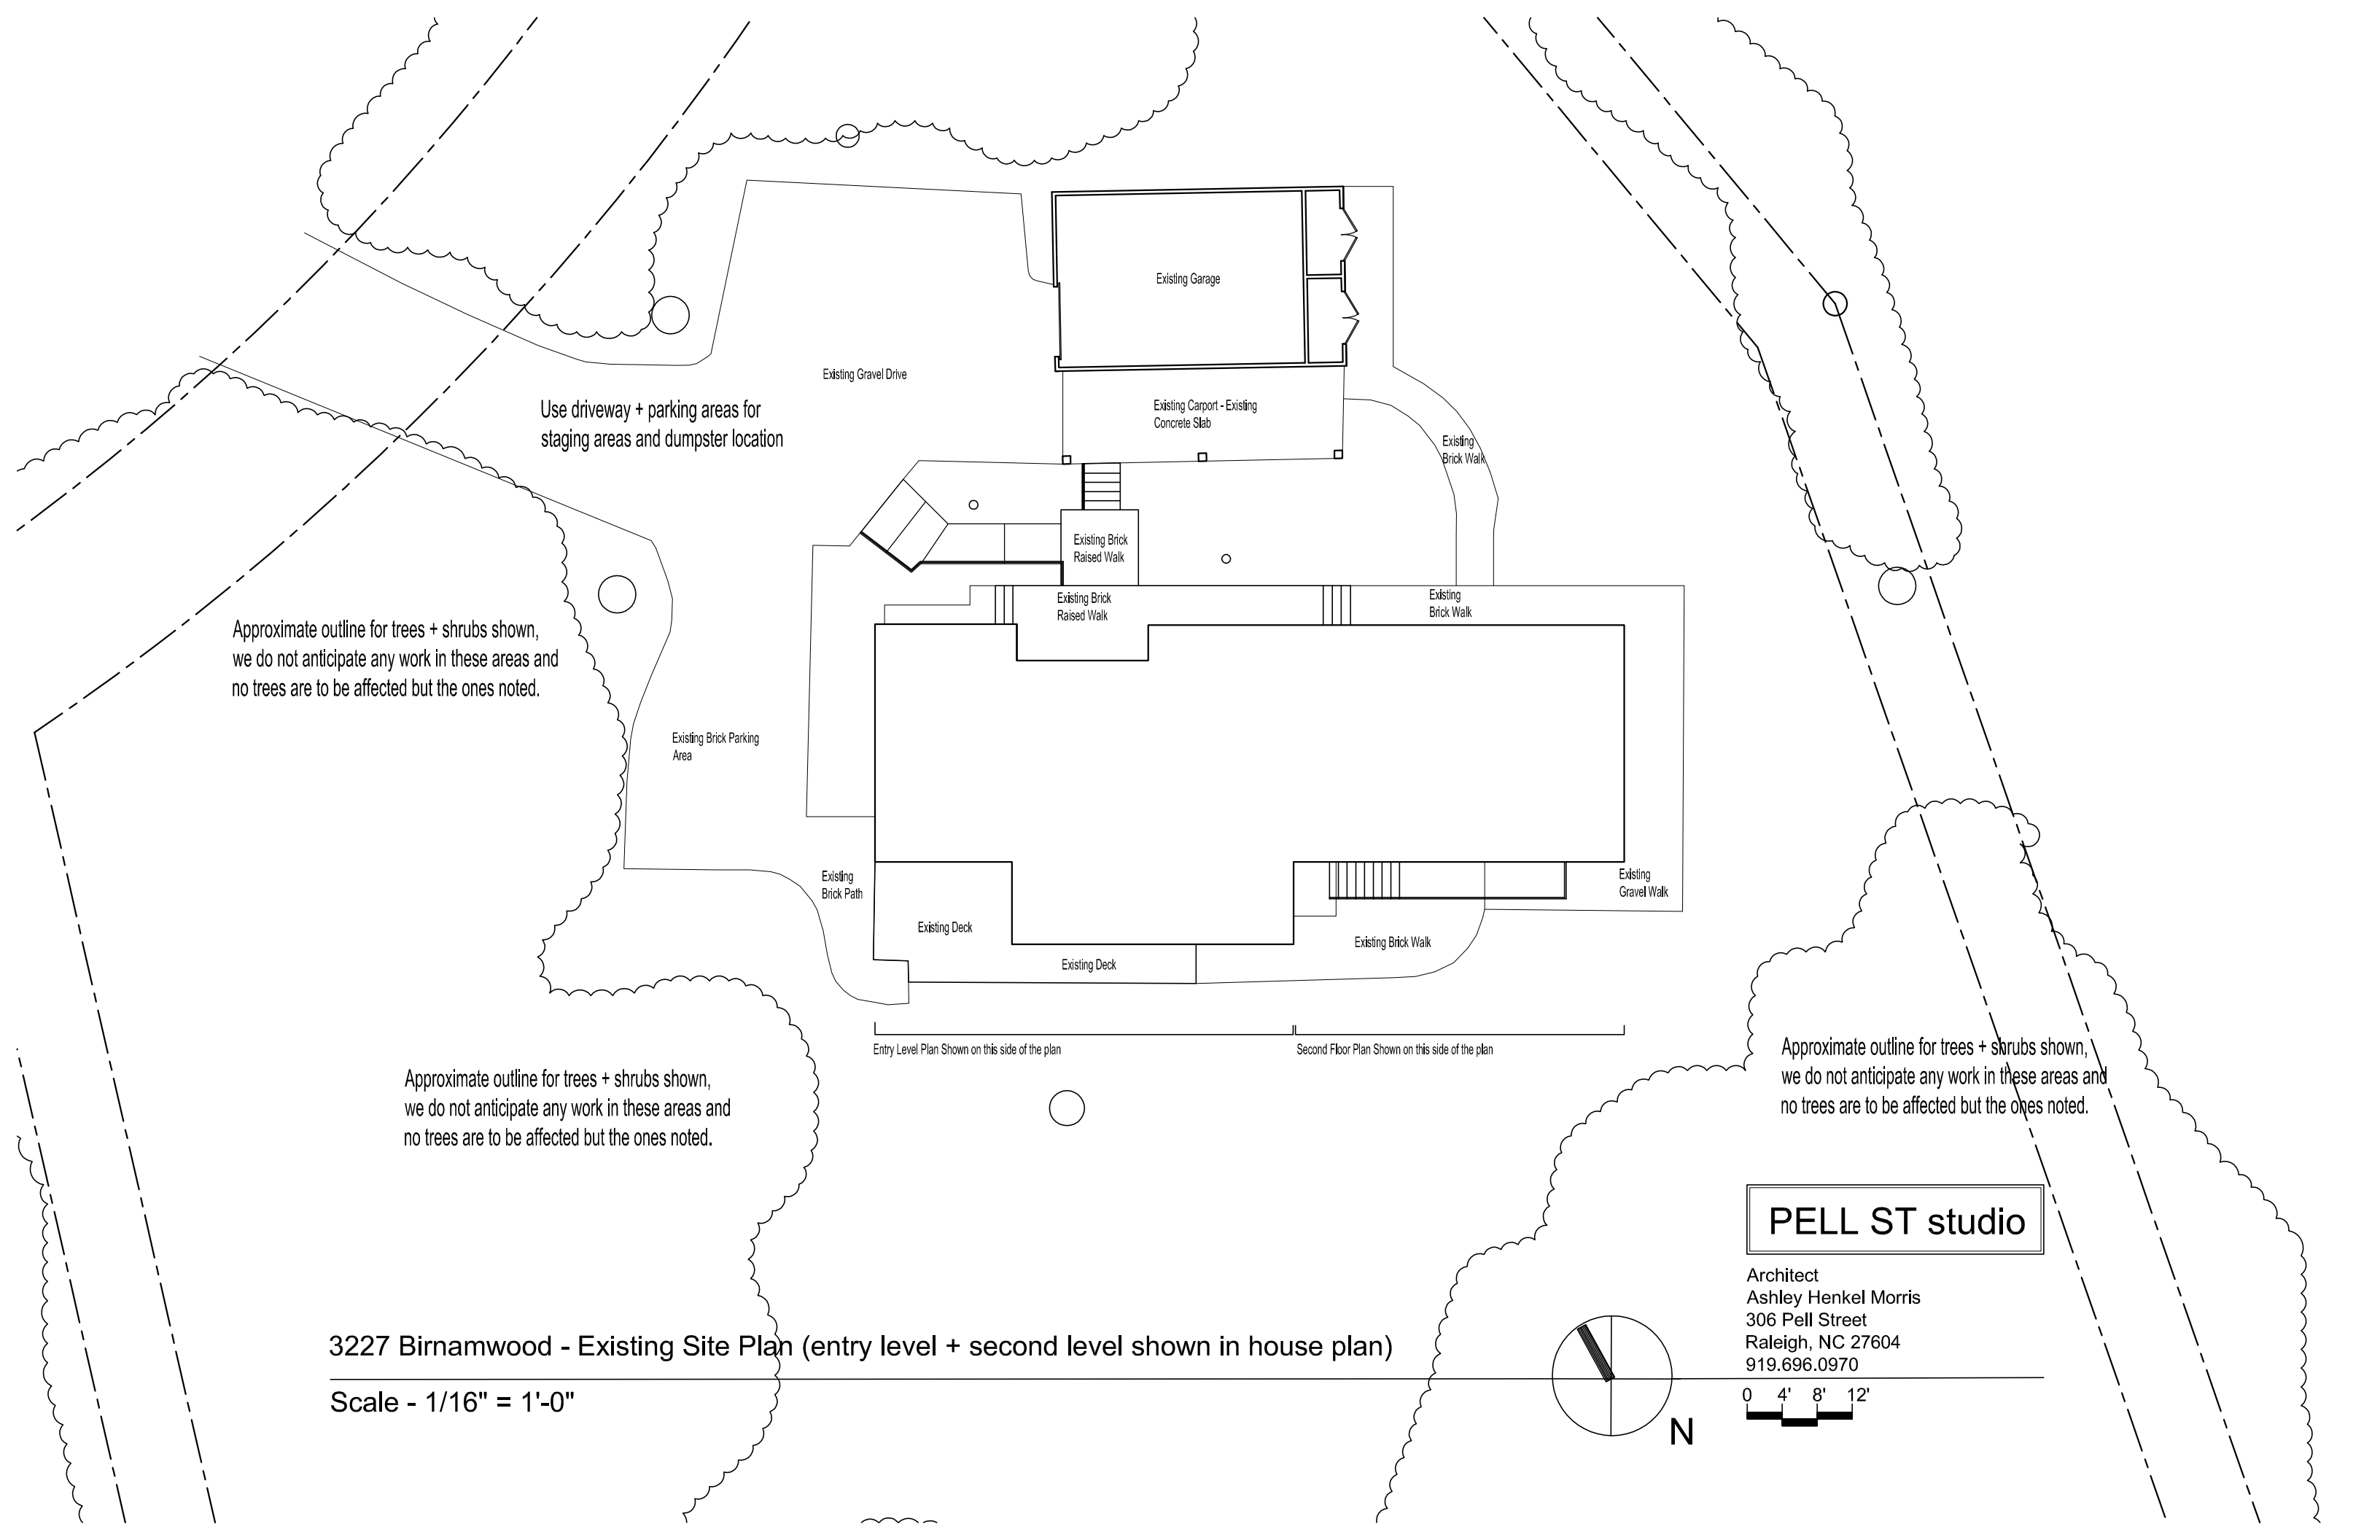 Existing Garage
Existing Gravel Drive
Use driveway + parking areas for
staging areas and dumpster location
Existing Carport - Existing
Concrete Slab
Existing
Brick Walk
Existing Brick
Raised Walk
Existing Brick
Raised Walk
Existing
Brick Walk
Approximate outline for trees + shrubs shown,
we do not anticipate any work in these areas and
no trees are to be affected but the ones noted.
Existing Brick Parking
Area
Existing
Brick Path
Existing Deck
Existing Deck
Existing Brick Walk
Existing
Gravel Walk
Entry Level Plan Shown on this side of the plan
Second Floor Plan Shown on this side of the plan
Approximate outline for trees + shrubs shown,
we do not anticipate any work in these areas and
no trees are to be affected but the ones noted.
Approximate outline for trees + shrubs shown,
we do not anticipate any work in these areas and
no trees are to be affected but the ones noted.
PELL ST studio
Architect
Ashley Henkel Morris
306 Pell Street
Raleigh, NC 27604
919.696.0970
0 4' 8' 12'
N
3227 Birnamwood - Existing Site Plan (entry level + second level shown in house plan)
Scale - 1/16" = 1'-0"